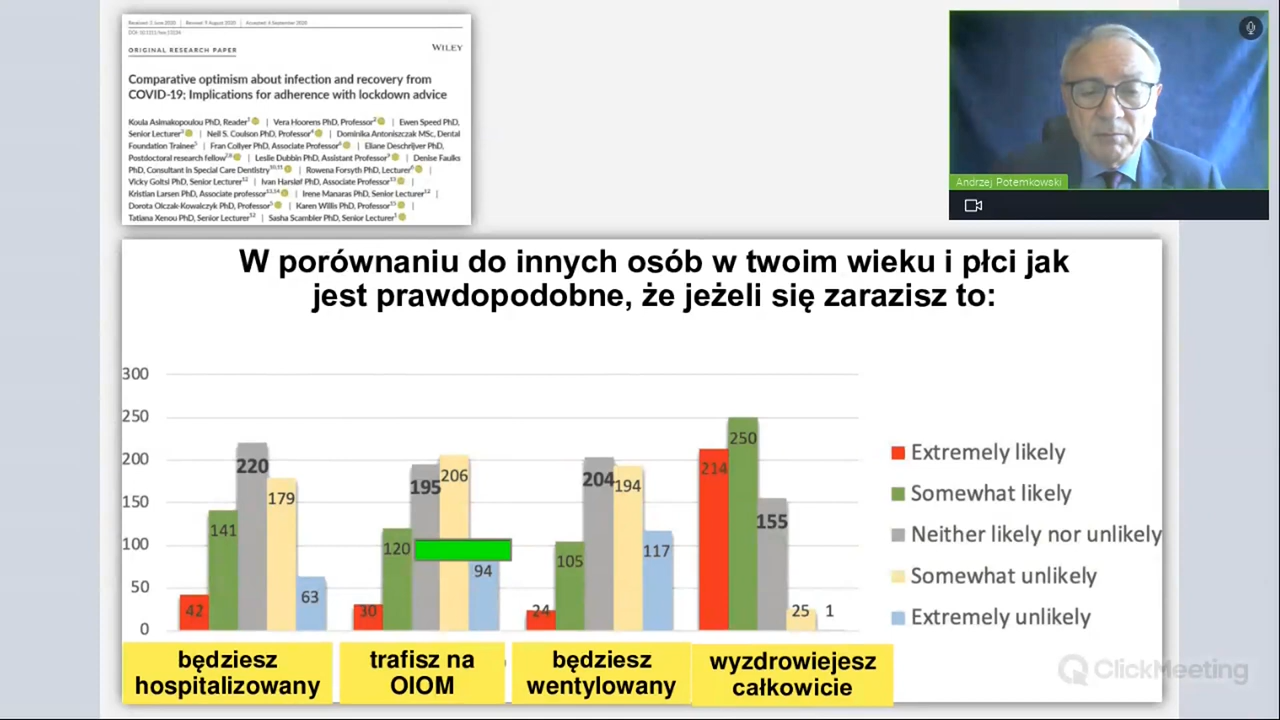 Received: 2 June 2020 | Revised: 9 August 2020 | Accepted: 6 September 2020
ORIGINAL RESEARCH PAPER
WILEY
Comparative optimism about infection and recovery from
COVID-19; Implications for adherence with lockdown advice
Koula Asimakopoulou PhD, Reader | Vera Hoorens PhD, Professor | Ewen Speed PhD,
Senior Lecturer | Neil S. Coulson PhD, Professor | Dominika Antoniszczak MSc, Dental
Foundation Trainee | Fran Collyer PhD, Associate Professor | Eliane Deschrijver PhD,
Postdoctoral research fellow | Leslie Dubbin PhD, Assistant Professor | Denise Faulks
PhD, Consultant in Special Care Dentistry | Rowena Forsyth PhD, Lecturer |
Vicky Goltsi PhD, Senior Lecturer | Ivan Harsløf PhD, Associate Professor |
Kristian Larsen PhD, Associate professor | Irene Manaras PhD, Senior Lecturer |
Dorota Olczak-Kowalczyk PhD, Professor | Karen Willis PhD, Professor |
Tatiana Xenou PhD, Senior Lecturer | Sasha Scambler PhD, Senior Lecturer
Andrzej Potemkowski
W porównaniu do innych osób w twoim wieku i płci jak
jest prawdopodobne, że jeżeli się zarazisz to:
300
250
200
150
100
50
0
42
141
220
179
63
30
120
195
206
94
24
105
204
194
117
214
250
155
25
1
Extremely likely
Somewhat likely
Neither likely nor unlikely
Somewhat unlikely
Extremely unlikely
będziesz
hospitalizowany
trafisz na
OIOM
będziesz
wentylowany
wyzdrowiejesz
całkowicie
ClickMeeting